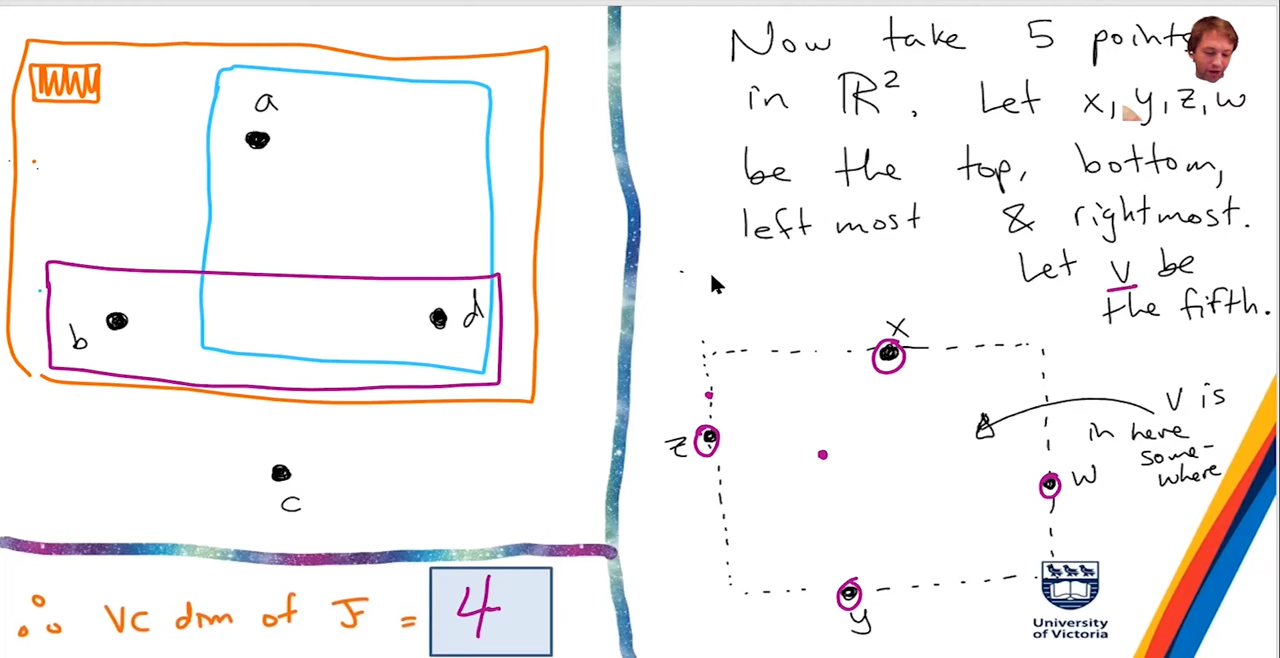 a
b
d
c
∴ VC dim of F = 4
Now take 5 points
in ℝ². Let x, y, z, w
be the top, bottom,
left most & rightmost.
Let v be
the fifth.
x
z
w
y
v is
in here
some-
where
University
of Victoria